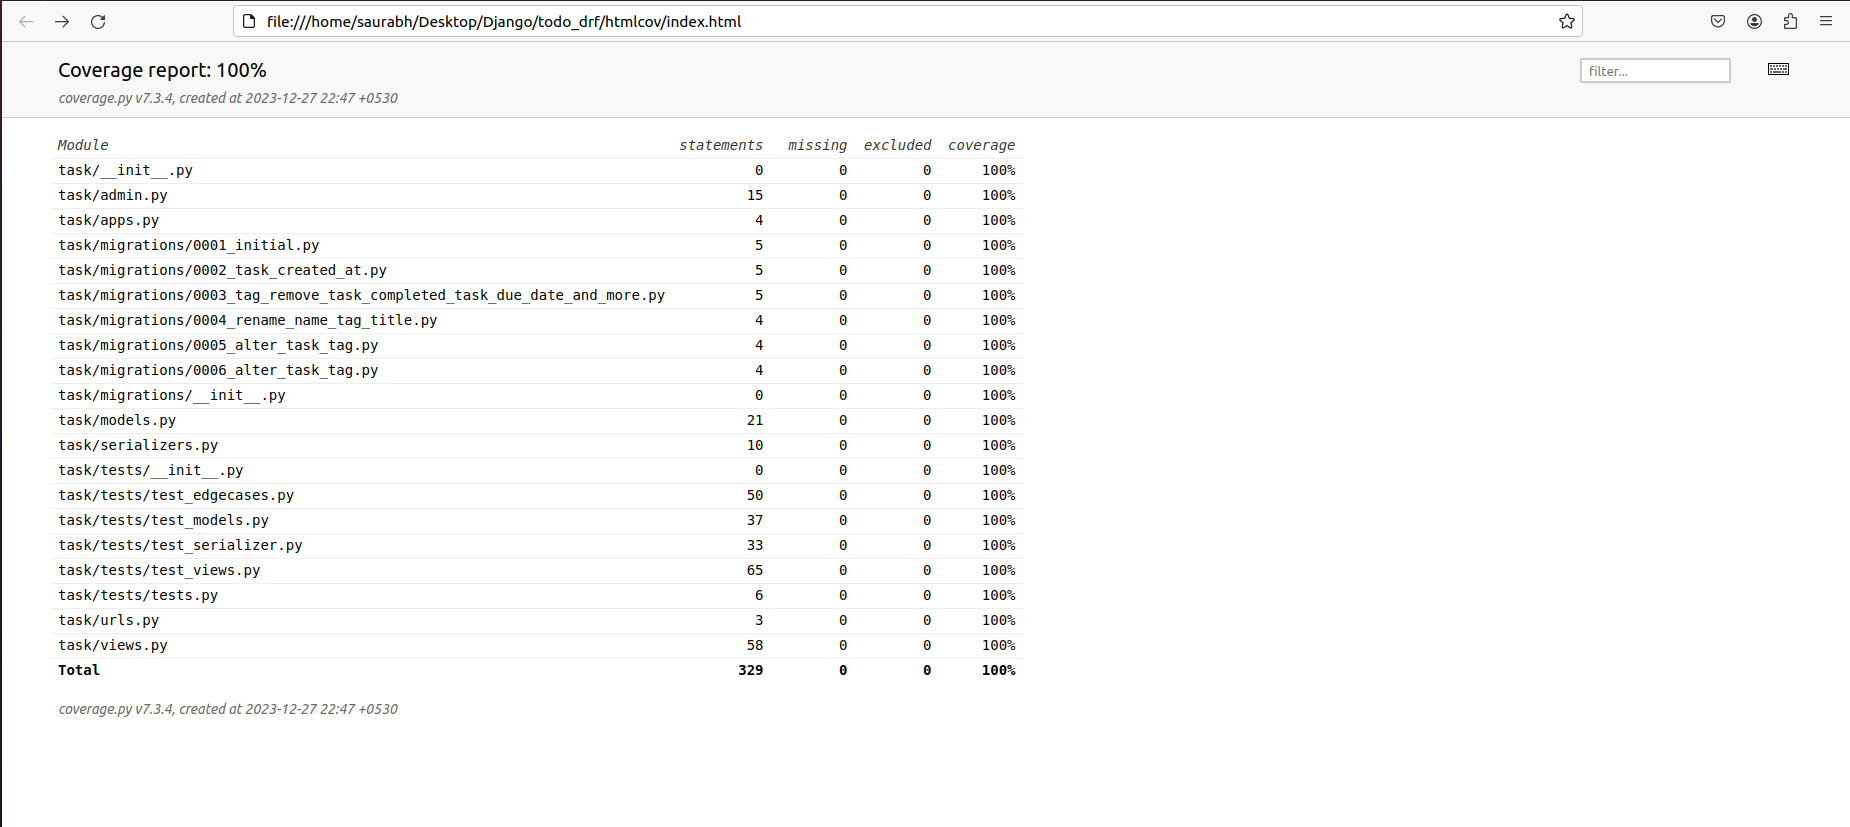 file:///home/saurabh/Desktop/Django/todo_drf/htmlcov/index.html
Coverage report: 100%
filter...
coverage.py v7.3.4, created at 2023-12-27 22:47 +0530
Module statements missing excluded coverage
task/__init__.py 0 0 0 100%
task/admin.py 15 0 0 100%
task/apps.py 4 0 0 100%
task/migrations/0001_initial.py 5 0 0 100%
task/migrations/0002_task_created_at.py 5 0 0 100%
task/migrations/0003_tag_remove_task_completed_task_due_date_and_more.py 5 0 0 100%
task/migrations/0004_rename_name_tag_title.py 4 0 0 100%
task/migrations/0005_alter_task_tag.py 4 0 0 100%
task/migrations/0006_alter_task_tag.py 4 0 0 100%
task/migrations/__init__.py 0 0 0 100%
task/models.py 21 0 0 100%
task/serializers.py 10 0 0 100%
task/tests/__init__.py 0 0 0 100%
task/tests/test_edgecases.py 50 0 0 100%
task/tests/test_models.py 37 0 0 100%
task/tests/test_serializer.py 33 0 0 100%
task/tests/test_views.py 65 0 0 100%
task/tests/tests.py 6 0 0 100%
task/urls.py 3 0 0 100%
task/views.py 58 0 0 100%
Total 329 0 0 100%
coverage.py v7.3.4, created at 2023-12-27 22:47 +0530